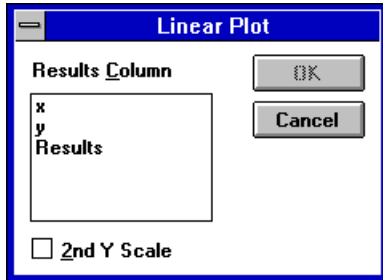 Linear Plot
Results Column
OK
x
y
Results
Cancel
2nd Y Scale